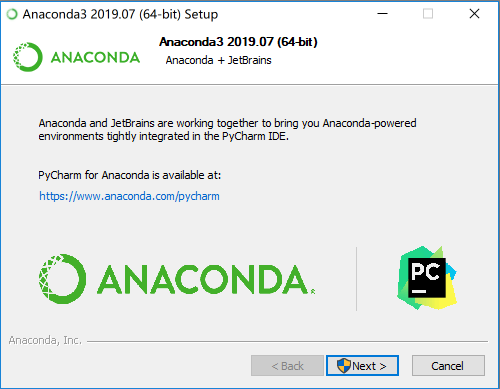 Anaconda3 2019.07 (64-bit) Setup
ANACONDA
Anaconda3 2019.07 (64-bit)
Anaconda + JetBrains
Anaconda and JetBrains are working together to bring you Anaconda-powered
environments tightly integrated in the PyCharm IDE.
PyCharm for Anaconda is available at:
https://www.anaconda.com/pycharm
ANACONDA®
PC
Anaconda, Inc.
< Back
Next >
Cancel